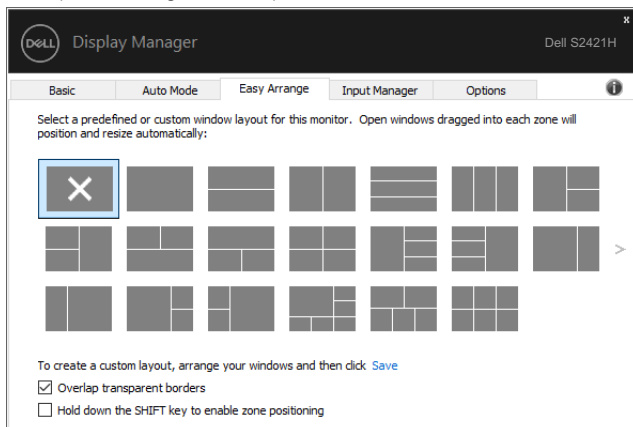 DELL Display Manager Dell S2421H x
Basic Auto Mode Easy Arrange Input Manager Options
Select a predefined or custom window layout for this monitor. Open windows dragged into each zone will
position and resize automatically:
To create a custom layout, arrange your windows and then click Save
Overlap transparent borders
Hold down the SHIFT key to enable zone positioning